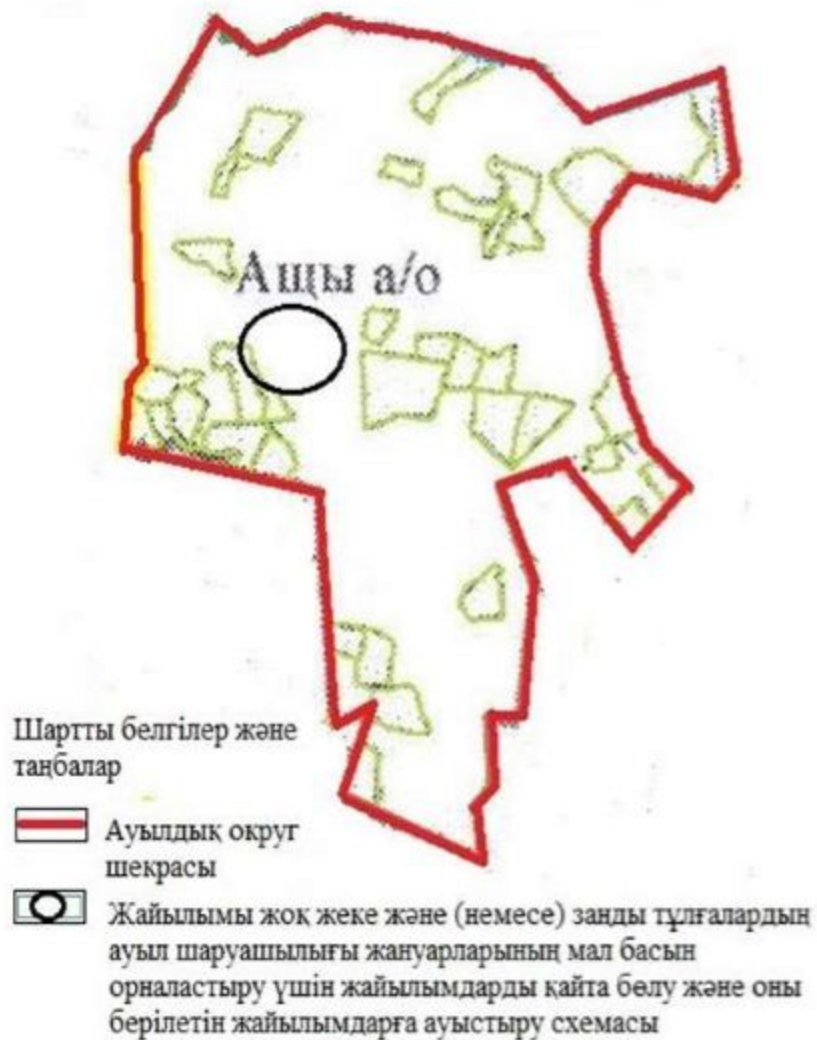 Ащы а/о
Шартты белгілер және
таңбалар
Ауылдық округ
шекрасы
Жайылымы жоқ жеке және (немесе) заңды тұлғалардың
ауыл шаруашылығы жануарларының мал басын
орналастыру үшін жайылымдарды қайта бөлу және оны
берілетін жайылымдарға ауыстыру схемасы